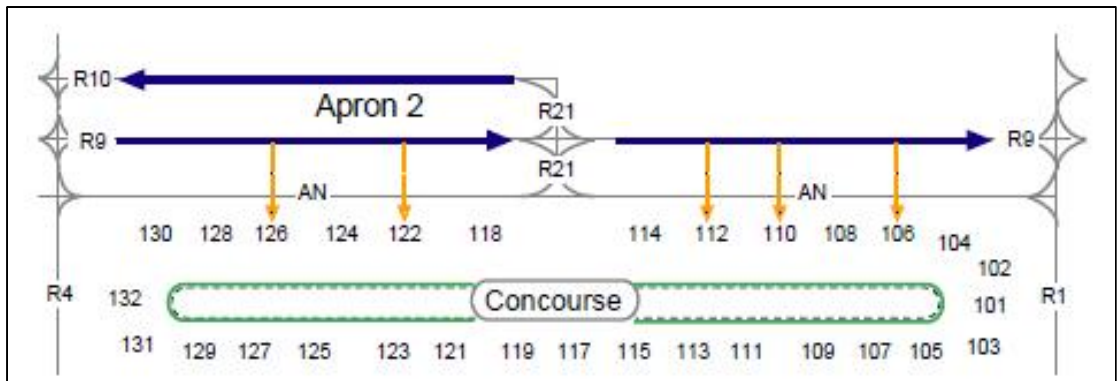 R10
Apron 2
R21
R9
R9
R21
AN
AN
130 128 126 124 122 118 114 112 110 108 106 104
102
R4
132
Concourse
101
R1
131 129 127 125 123 121 119 117 115 113 111 109 107 105 103